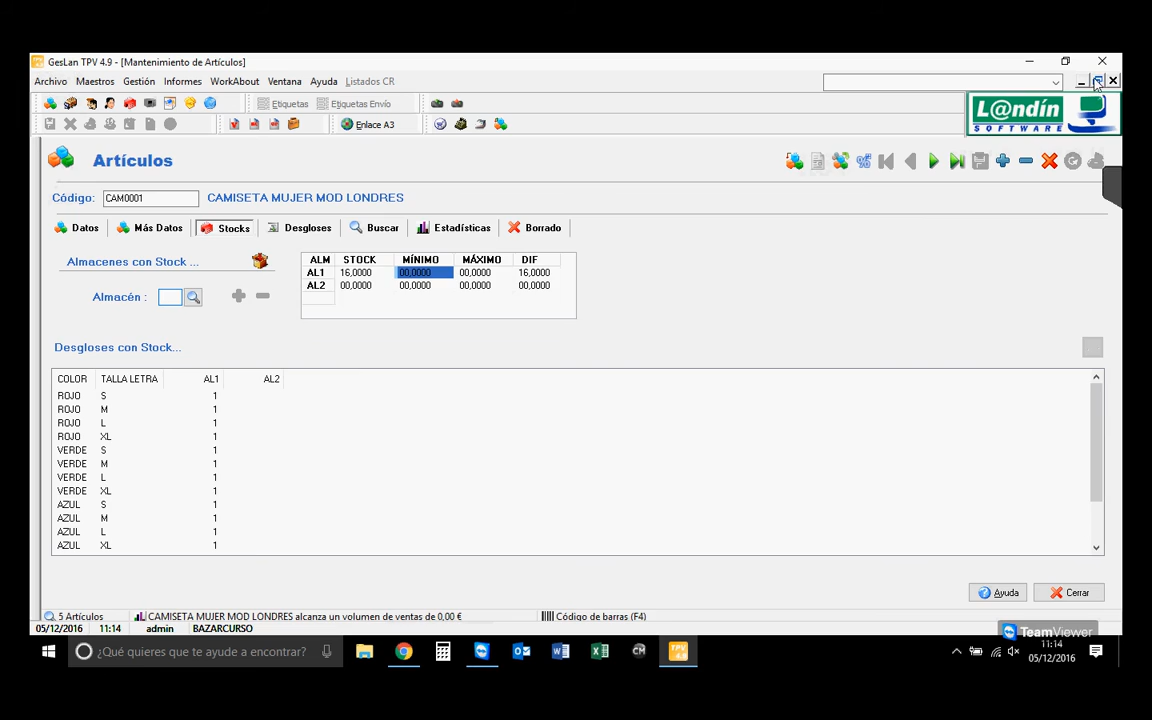 GesLan TPV 4.9 - [Mantenimiento de Artículos]
Archivo Maestros Gestión Informes WorkAbout Ventana Ayuda Listados CR
Etiquetas Etiquetas Envío
Enlace A3
L@ndín
SOFTWARE
Artículos
Código: CAM0001 CAMISETA MUJER MOD LONDRES
Datos Más Datos Stocks Desgloses Buscar Estadísticas Borrado
Almacenes con Stock ...
Almacén :
ALM STOCK MÍNIMO MÁXIMO DIF
AL1 16,0000 00,0000 00,0000 16,0000
AL2 00,0000 00,0000 00,0000 00,0000
Desgloses con Stock...
COLOR TALLA LETRA AL1 AL2
ROJO S 1
ROJO M 1
ROJO L 1
ROJO XL 1
VERDE S 1
VERDE M 1
VERDE L 1
VERDE XL 1
AZUL S 1
AZUL M 1
AZUL L 1
AZUL XL 1
Ayuda Cerrar
5 Artículos CAMISETA MUJER MOD LONDRES alcanza un volumen de ventas de 0,00 € Código de barras (F4)
05/12/2016 11:14 admin BAZARCURSO
TeamViewer
¿Qué quieres que te ayude a encontrar?
CM
TPV
4.9
11:14
05/12/2016